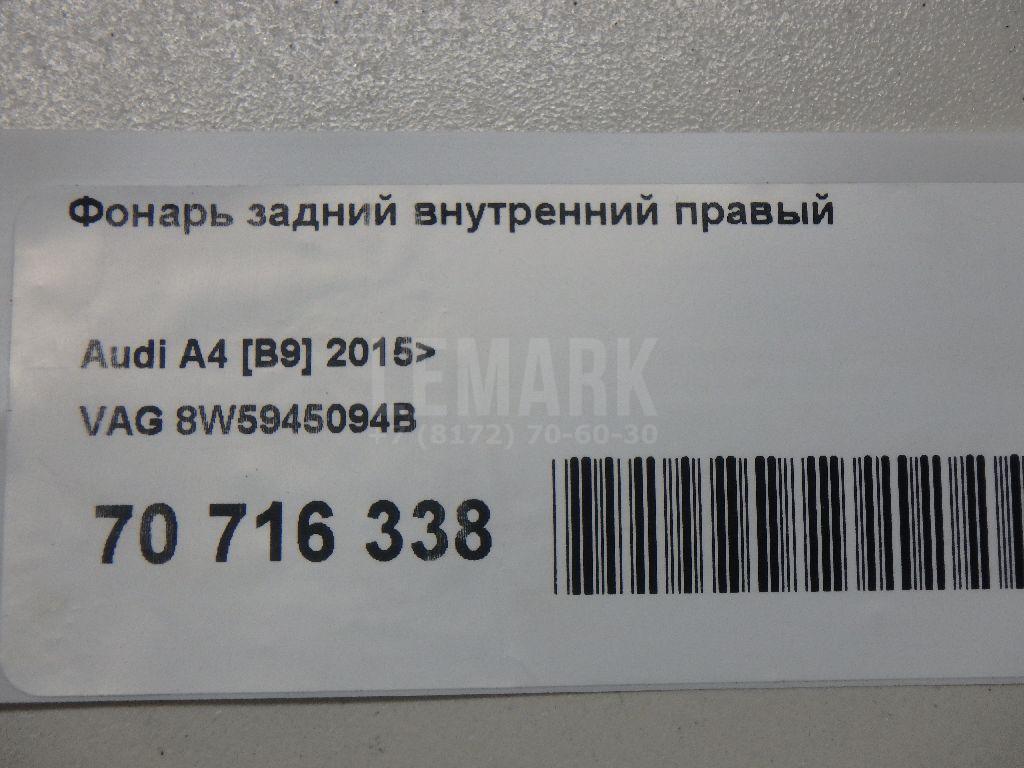 Фонарь задний внутренний правый
Audi A4 [B9] 2015>
LEMARK
VAG 8W5945094B
+7 (8172) 70-60-30
70 716 338